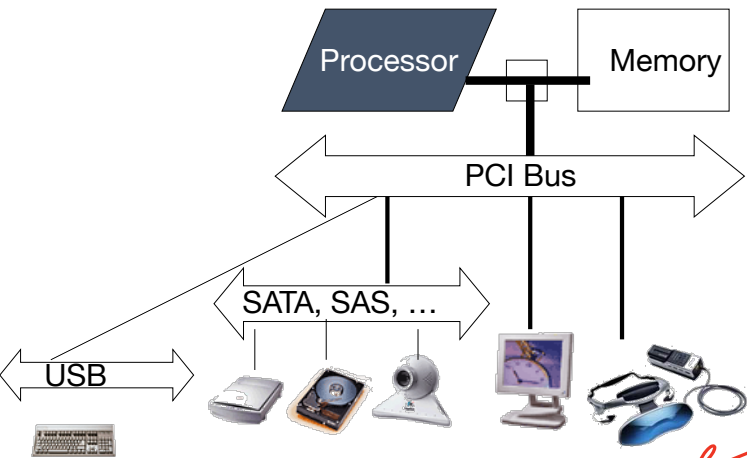 Processor
Memory
PCI Bus
SATA, SAS, …
USB